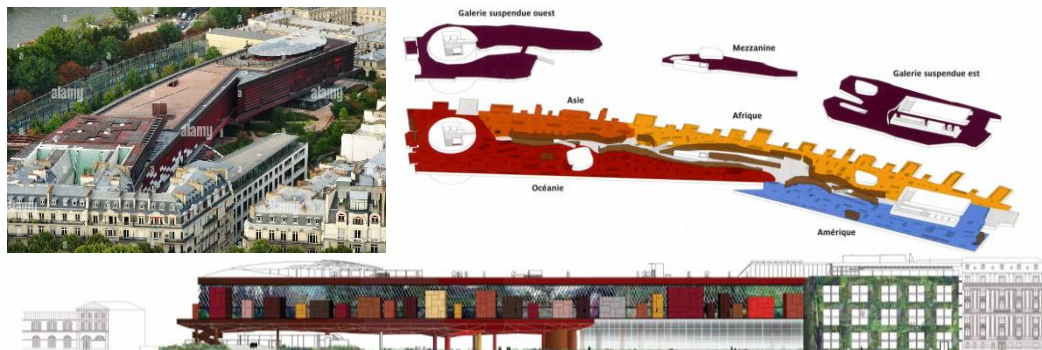 alamy
alamy
alamy
a
a
a
a
Galerie suspendue ouest
Mezzanine
Galerie suspendue est
Asie
Afrique
Océanie
Amérique